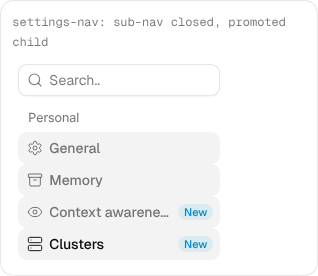 settings-nav: sub-nav closed, promoted
child
Search..
Personal
General
Memory
Context awarene... New
Clusters New